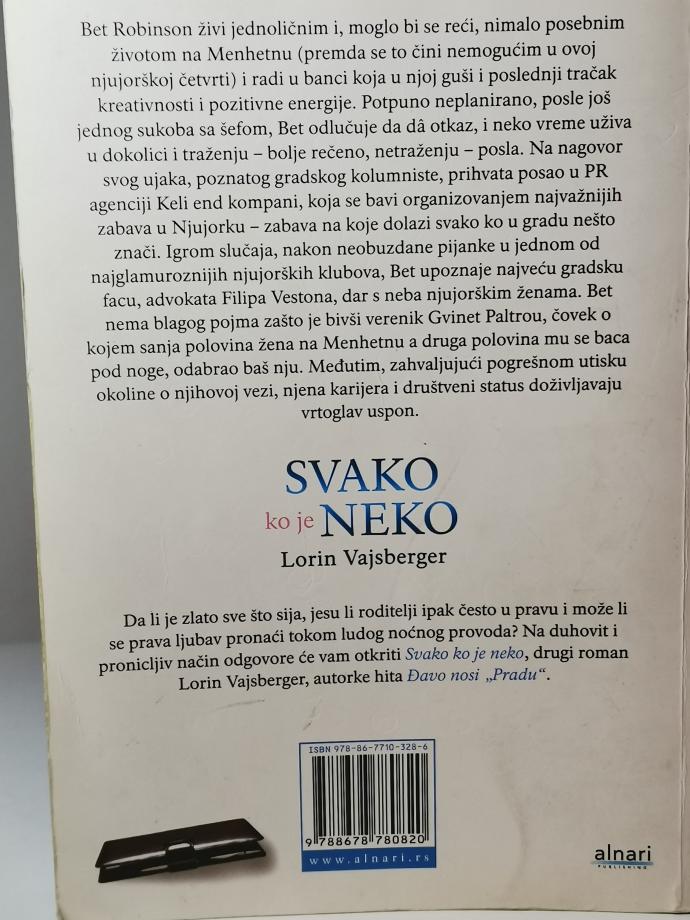 Bet Robinson živi jednoličnim i, moglo bi se reći, nimalo posebnim
životom na Menhetnu (premda se to čini nemogućim u ovoj
njujorškoj četvrti) i radi u banci koja u njoj guši i poslednji tračak
kreativnosti i pozitivne energije. Potpuno neplanirano, posle još
jednog sukoba sa šefom, Bet odlučuje da dâ otkaz, i neko vreme uživa
u dokolici i traženju – bolje rečeno, netraženju – posla. Na nagovor
svog ujaka, poznatog gradskog kolumniste, prihvata posao u PR
agenciji Keli end kompani, koja se bavi organizovanjem najvažnijih
zabava u Njujorku – zabava na koje dolazi svako ko u gradu nešto
znači. Igrom slučaja, nakon neobuzdane pijanke u jednom od
najglamuroznijih njujorških klubova, Bet upoznaje najveću gradsku
facu, advokata Filipa Vestona, dar s neba njujorškim ženama. Bet
nema blagog pojma zašto je bivši verenik Gvinet Paltrou, čovek o
kojem sanja polovina žena na Menhetnu a druga polovina mu se baca
pod noge, odabrao baš nju. Međutim, zahvaljujući pogrešnom utisku
okoline o njihovoj vezi, njena karijera i društveni status doživljavaju
vrtoglav uspon.
SVAKO
ko je NEKO
Lorin Vajsberger
Da li je zlato sve što sija, jesu li roditelji ipak često u pravu i može li
se prava ljubav pronaći tokom ludog noćnog provoda? Na duhovit i
pronicljiv način odgovore će vam otkriti Svako ko je neko, drugi roman
Lorin Vajsberger, autorke hita Đavo nosi „Pradu“.
ISBN 978-86-7710-328-6
9 788678 780820
www.alnari.rs
alnari
PUBLISHING